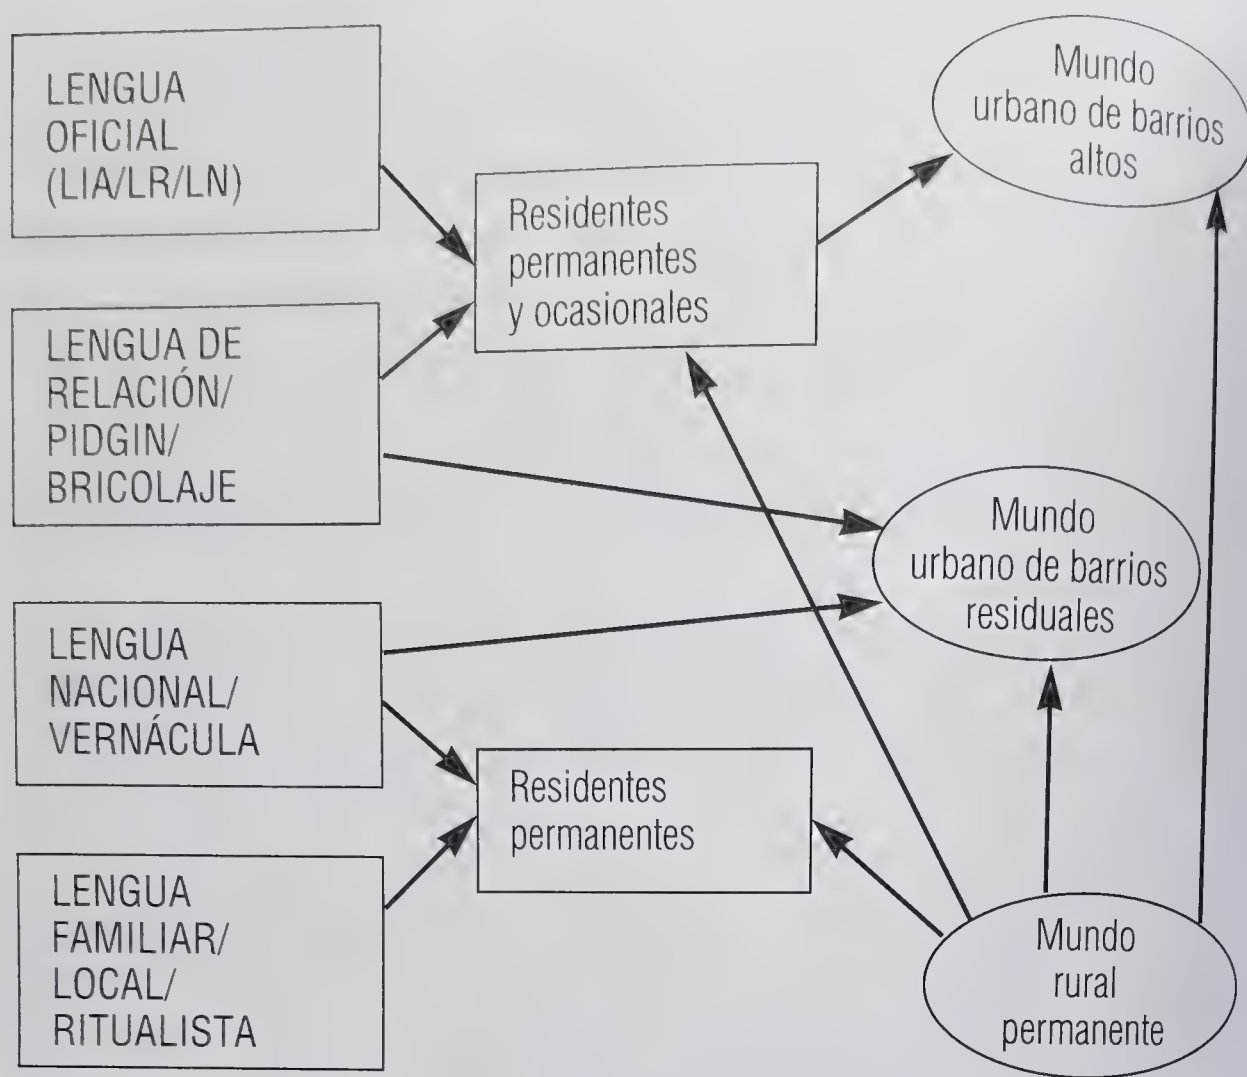 LENGUA
OFICIAL
(LIA/LR/LN)
Residentes
permanentes
y ocasionales
Mundo
urbano de barrios
altos
LENGUA DE
RELACIÓN/
PIDGIN/
BRICOLAJE
Mundo
urbano de barrios
residuales
LENGUA
NACIONAL/
VERNÁCULA
Residentes
permanentes
LENGUA
FAMILIAR/
LOCAL/
RITUALISTA
Mundo
rural
permanente